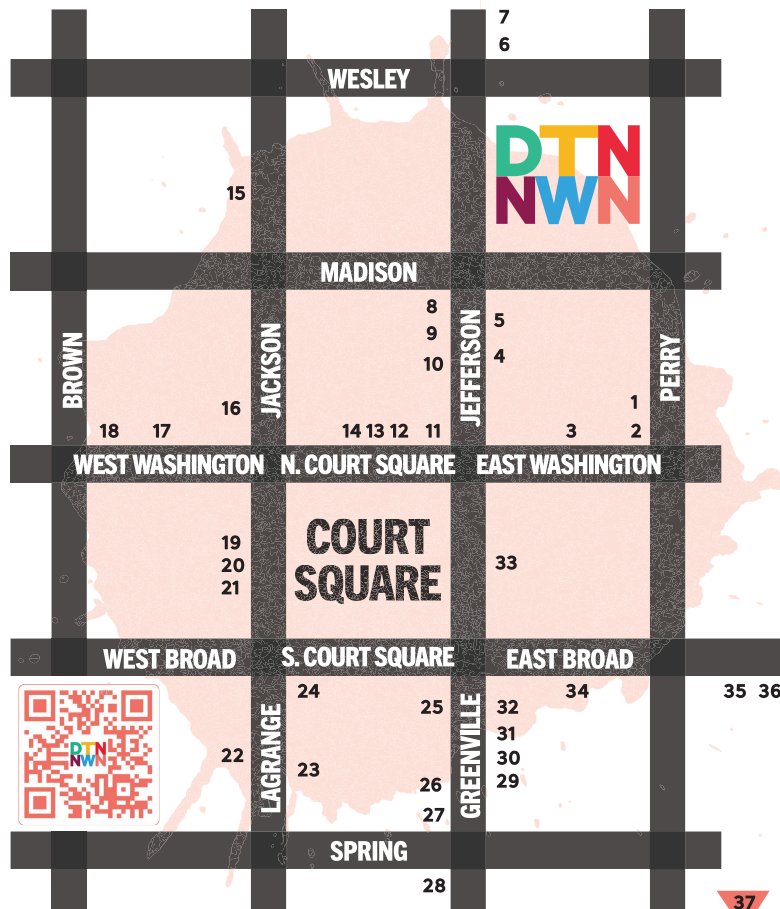 7
6
WESLEY
DTN
NWN
15
MADISON
8
5
9
4
10
BROWN
JACKSON
JEFFERSON
PERRY
16
1
18 17 14 13 12 11 3 2
WEST WASHINGTON N. COURT SQUARE EAST WASHINGTON
COURT
SQUARE
19
20
21
33
WEST BROAD S. COURT SQUARE EAST BROAD
24
34
35 36
25
32
31
DTN
NWN
22
30
23
29
26
27
LAGRANGE
GREENVILLE
SPRING
28
37